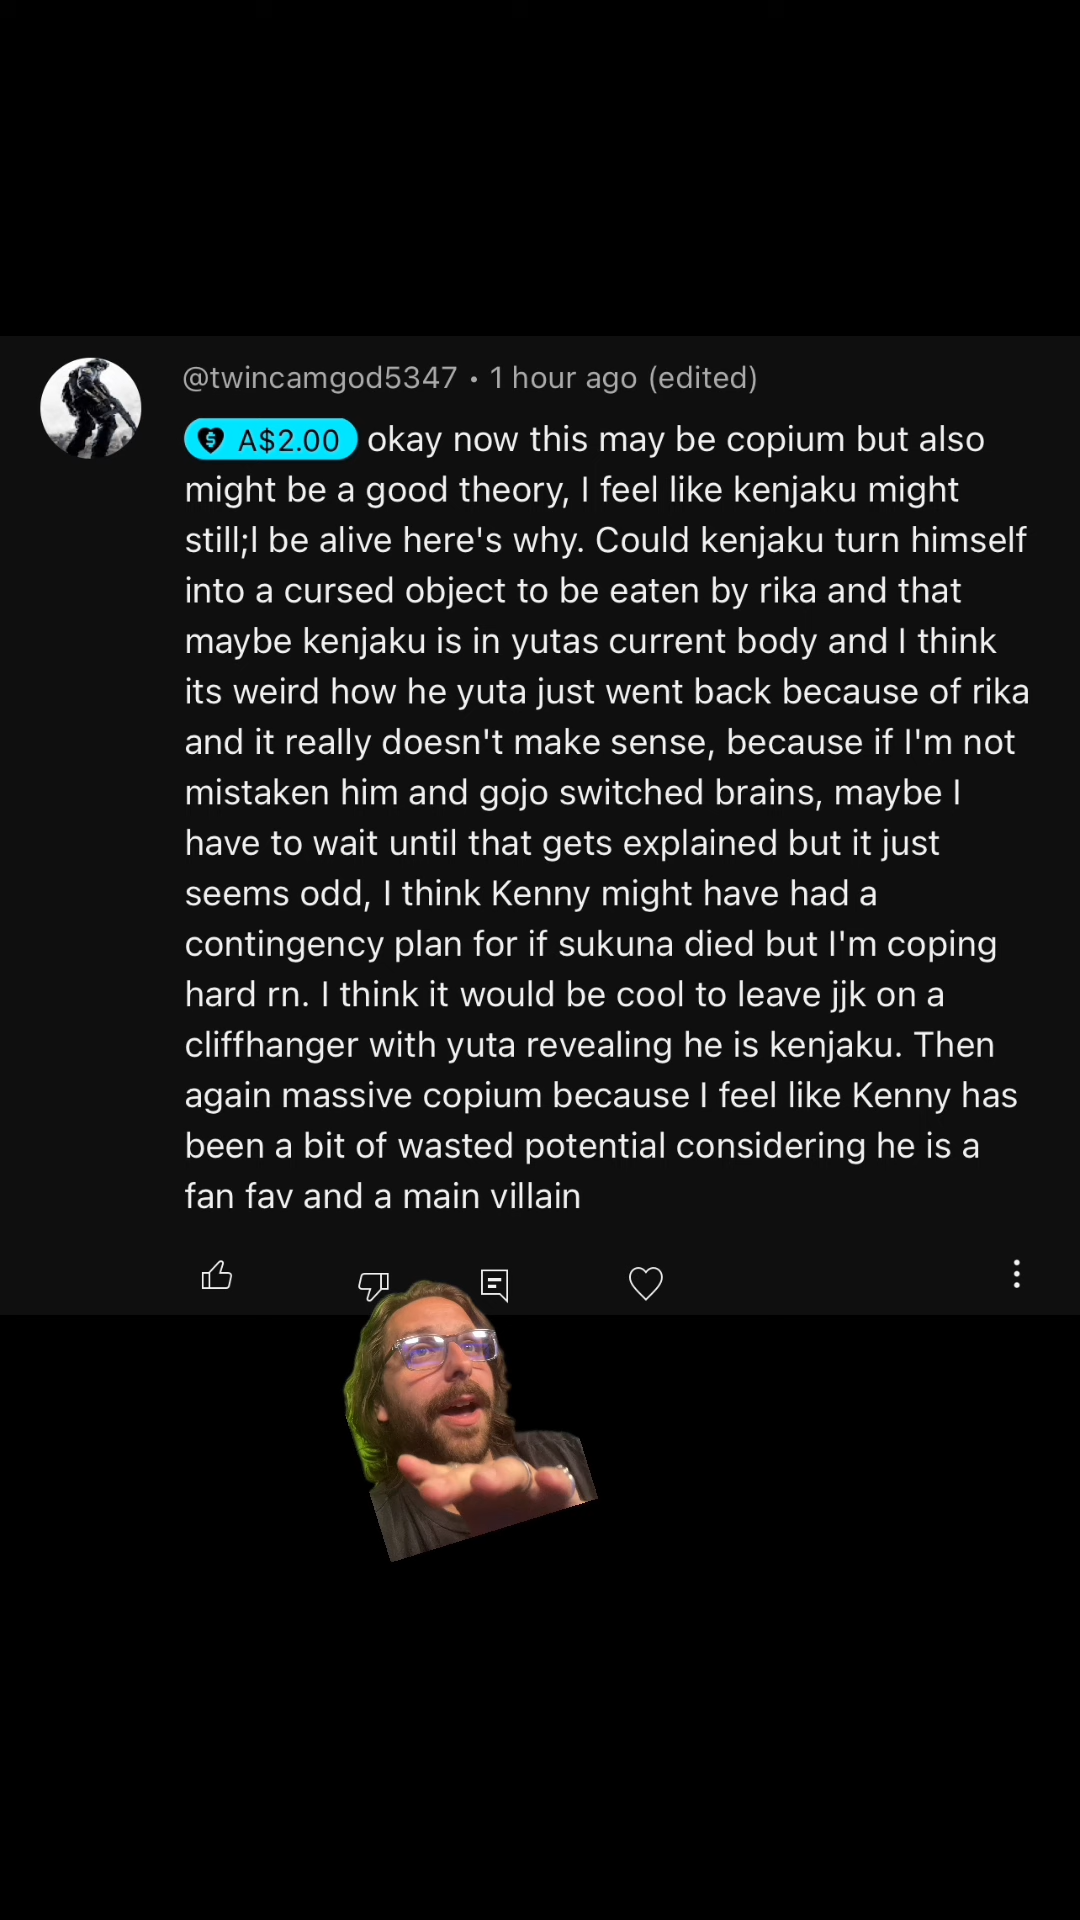 @twincamgod5347 • 1 hour ago (edited)
A$2.00 okay now this may be copium but also
might be a good theory, I feel like kenjaku might
still;l be alive here's why. Could kenjaku turn himself
into a cursed object to be eaten by rika and that
maybe kenjaku is in yutas current body and I think
its weird how he yuta just went back because of rika
and it really doesn't make sense, because if I'm not
mistaken him and gojo switched brains, maybe I
have to wait until that gets explained but it just
seems odd, I think Kenny might have had a
contingency plan for if sukuna died but I'm coping
hard rn. I think it would be cool to leave jjk on a
cliffhanger with yuta revealing he is kenjaku. Then
again massive copium because I feel like Kenny has
been a bit of wasted potential considering he is a
fan fav and a main villain